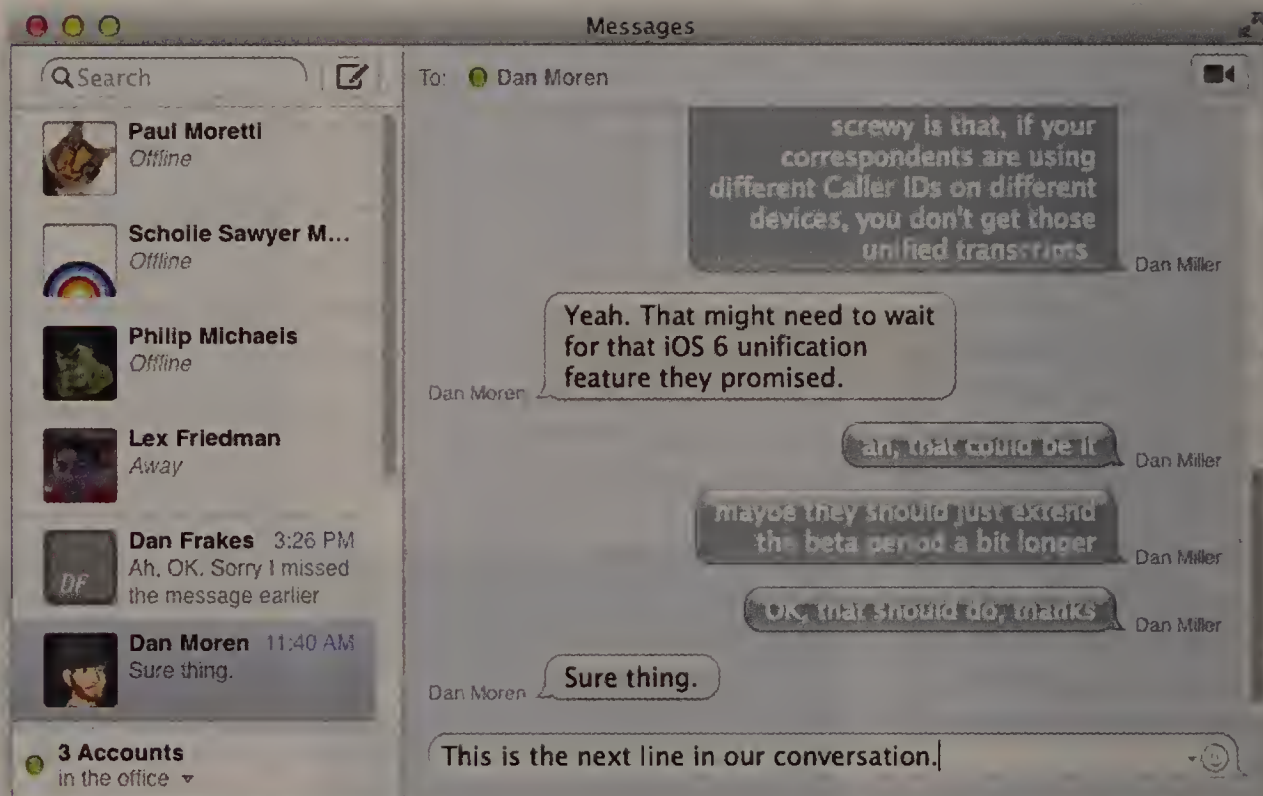 Messages
Search
To: Dan Moren
Paul Moretti
Offline
Scholle Sawyer M...
Offline
Philip Michaels
Offline
Lex Friedman
Away
Dan Frakes 3:26 PM
Ah, OK. Sorry I missed
the message earlier
DF
Dan Moren 11:40 AM
Sure thing.
3 Accounts
in the office
screwy is that, if your
correspondents are using
different Caller IDs on different
devices, you don't get those
unified transcripts
Dan Miller
Yeah. That might need to wait
for that iOS 6 unification
feature they promised.
Dan Moren
ah, that could be it
Dan Miller
maybe they should just extend
the beta period a bit longer
Dan Miller
OK, that should do, thanks
Dan Miller
Sure thing.
Dan Moren
This is the next line in our conversation.